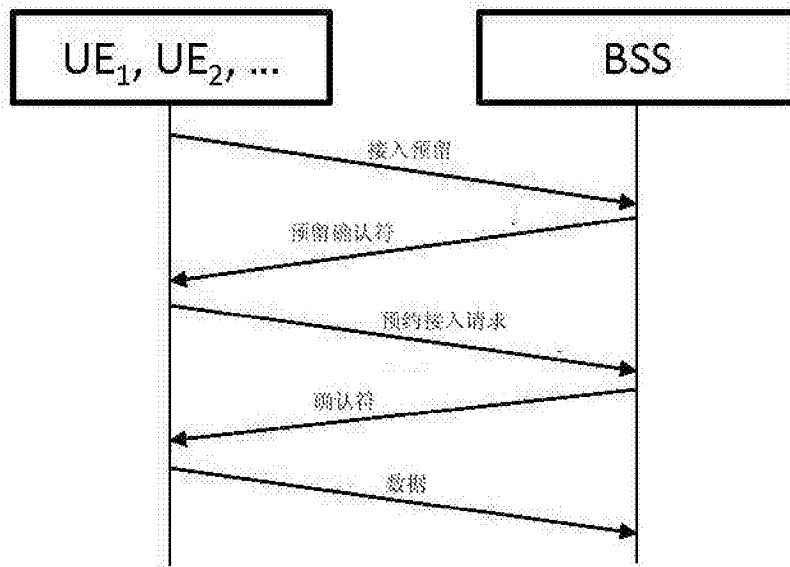 UE₁, UE₂, ...
BSS
接入预留
预留确认符
预约接入请求
确认符
数据